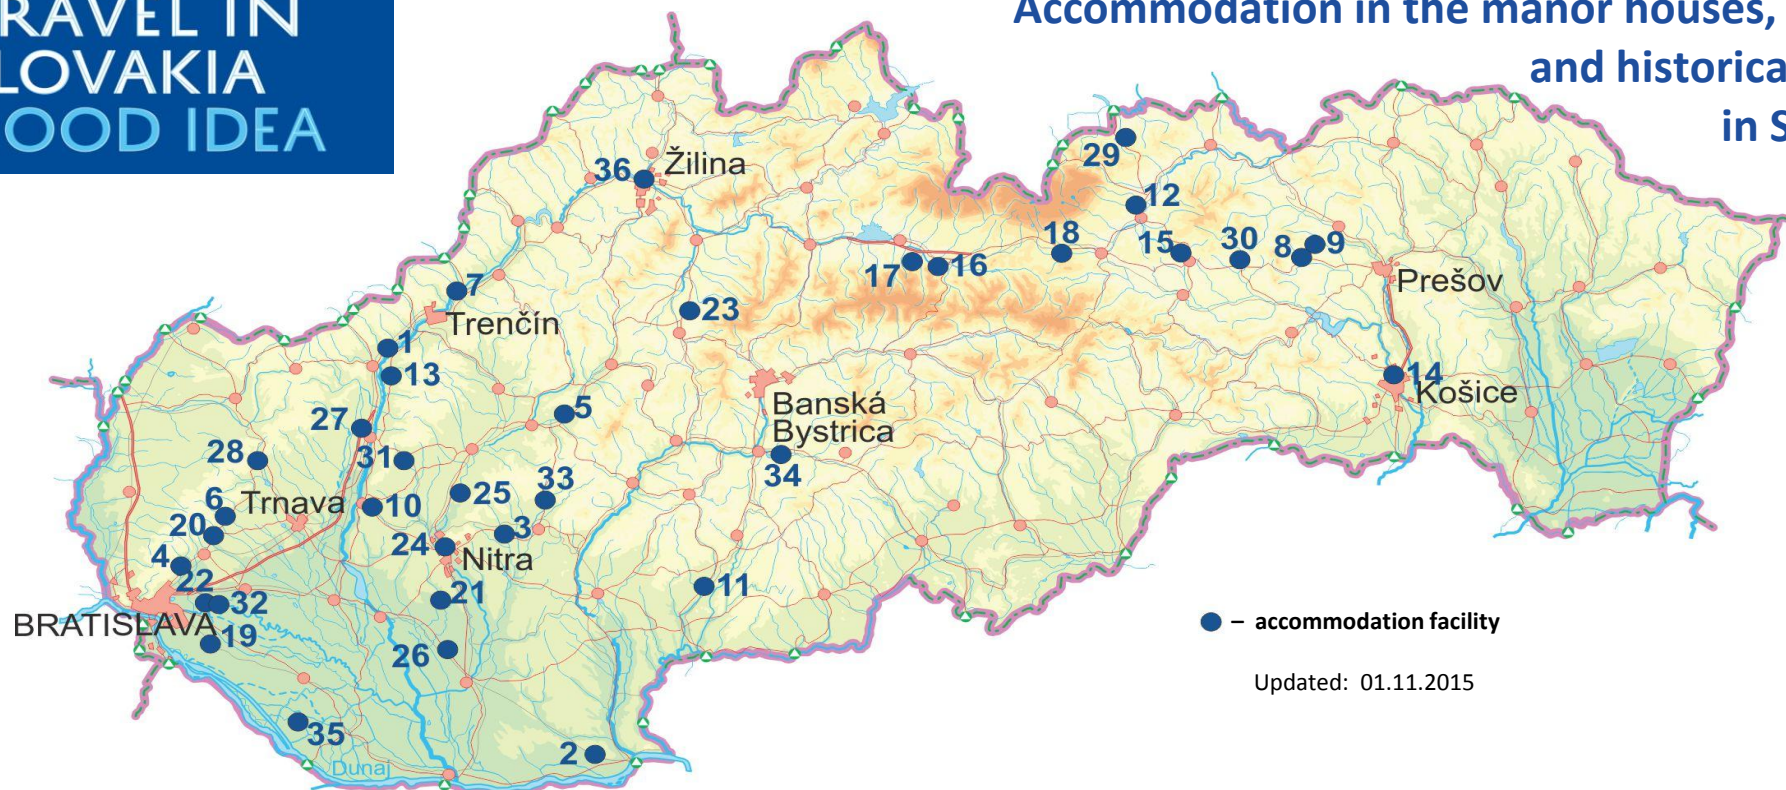 RAVEL IN
LOVAKIA
OOD IDEA
Accommodation in the manor houses,
and historica
in S
29
36
Žilina
12
18
15
30
8
9
17
16
Prešov
7
23
Trenčín
1
13
14
Košice
5
Banská
Bystrica
27
28
31
34
25
33
6
Trnava
10
20
3
24
Nitra
4
22
32
21
11
BRATISLAVA
19
26
– accommodation facility
Updated: 01.11.2015
35
2
Dunaj